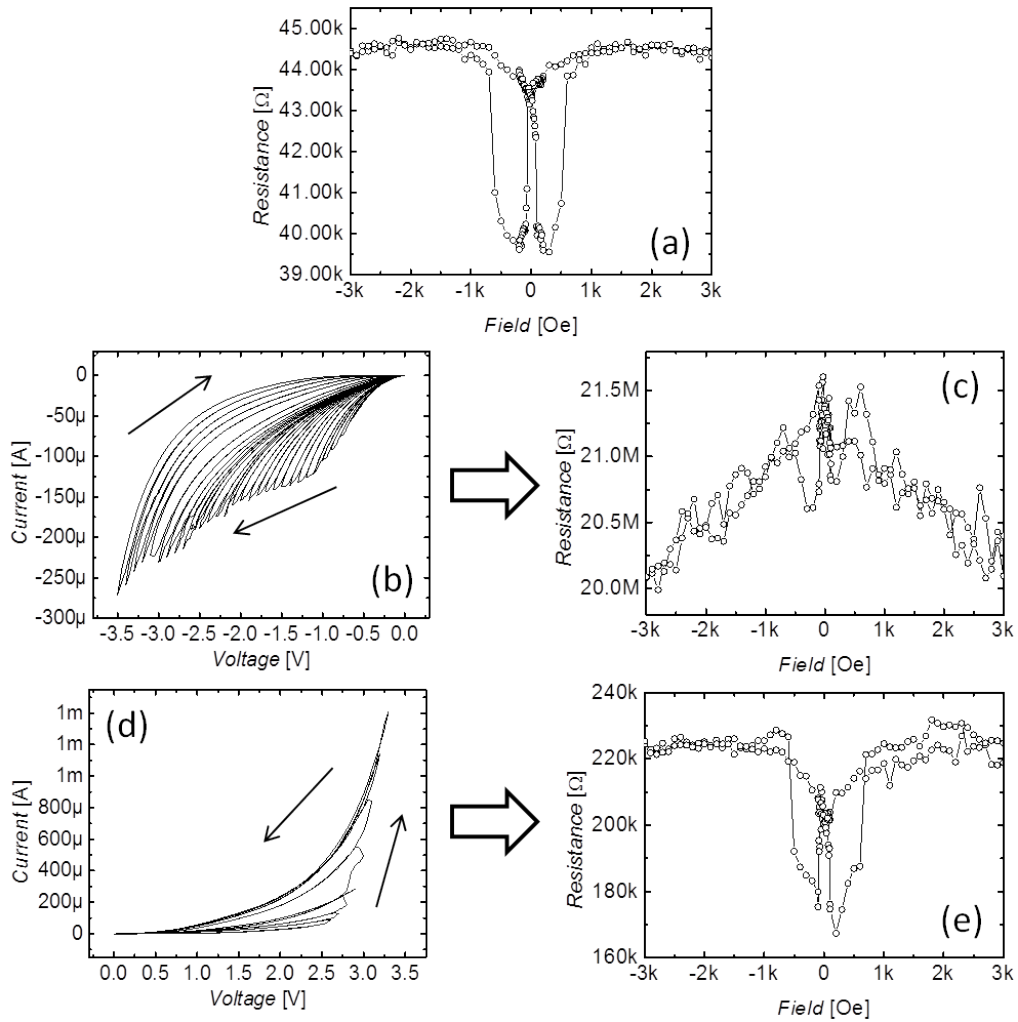 45.00k
44.00k
43.00k
42.00k
41.00k
40.00k
39.00k
Resistance [Ω]
(a)
-3k -2k -1k 0 1k 2k 3k
Field [Oe]
0
-50μ
-100μ
-150μ
-200μ
-250μ
-300μ
Current [A]
(b)
-3.5 -3.0 -2.5 -2.0 -1.5 -1.0 -0.5 0.0
Voltage [V]
21.5M
21.0M
20.5M
20.0M
Resistance [Ω]
(c)
-3k -2k -1k 0 1k 2k 3k
Field [Oe]
(d)
1m
1m
1m
800μ
600μ
400μ
200μ
0
Current [A]
0.0 0.5 1.0 1.5 2.0 2.5 3.0 3.5
Voltage [V]
240k
220k
200k
180k
160k
Resistance [Ω]
(e)
-3k -2k -1k 0 1k 2k 3k
Field [Oe]